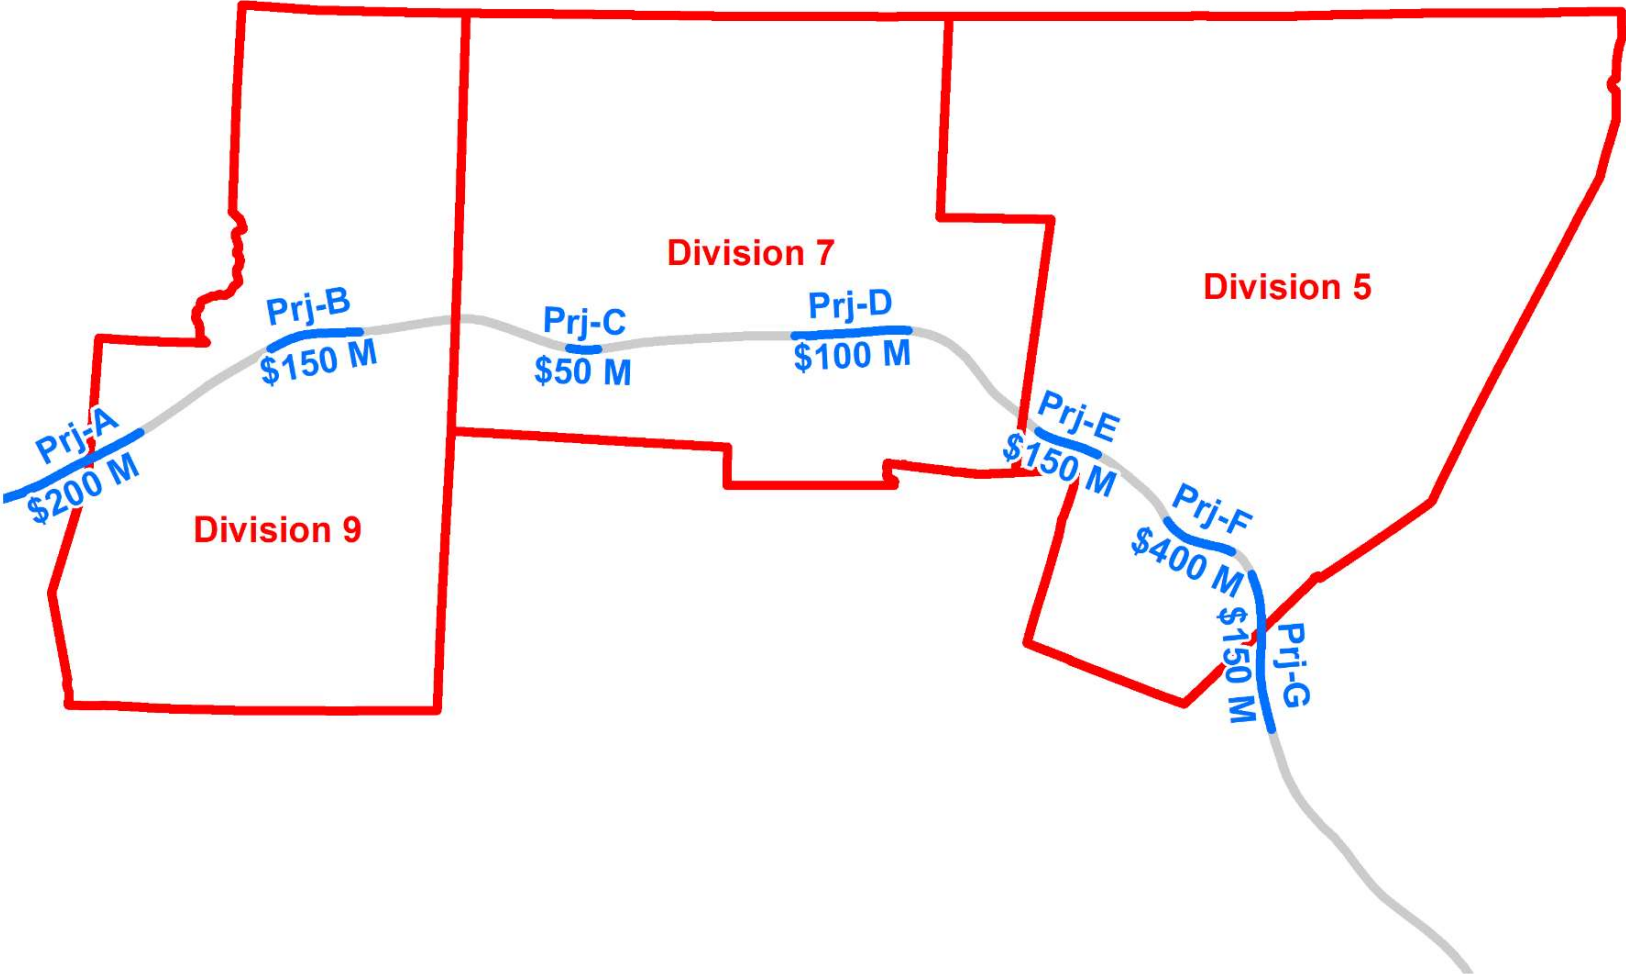 Division 7
Division 5
Prj-B
$150 M
Prj-C
$50 M
Prj-D
$100 M
Prj-A
$200 M
Prj-E
$150 M
Division 9
Prj-F
$400 M
Prj-G
$150 M